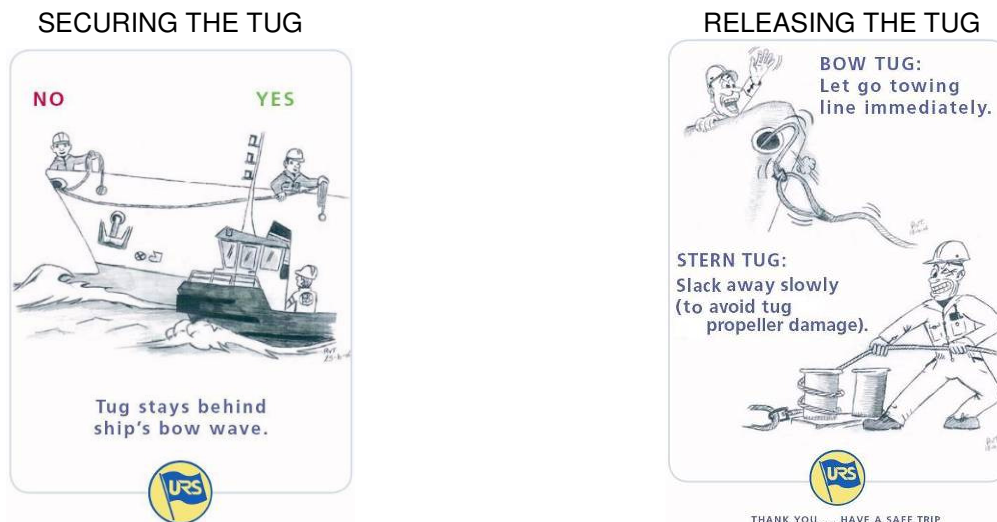 SECURING THE TUG
NO
YES
Tug stays behind
ship's bow wave.
URS
RELEASING THE TUG
BOW TUG:
Let go towing
line immediately.
STERN TUG:
Slack away slowly
(to avoid tug
propeller damage).
URS
THANK YOU .... HAVE A SAFE TRIP